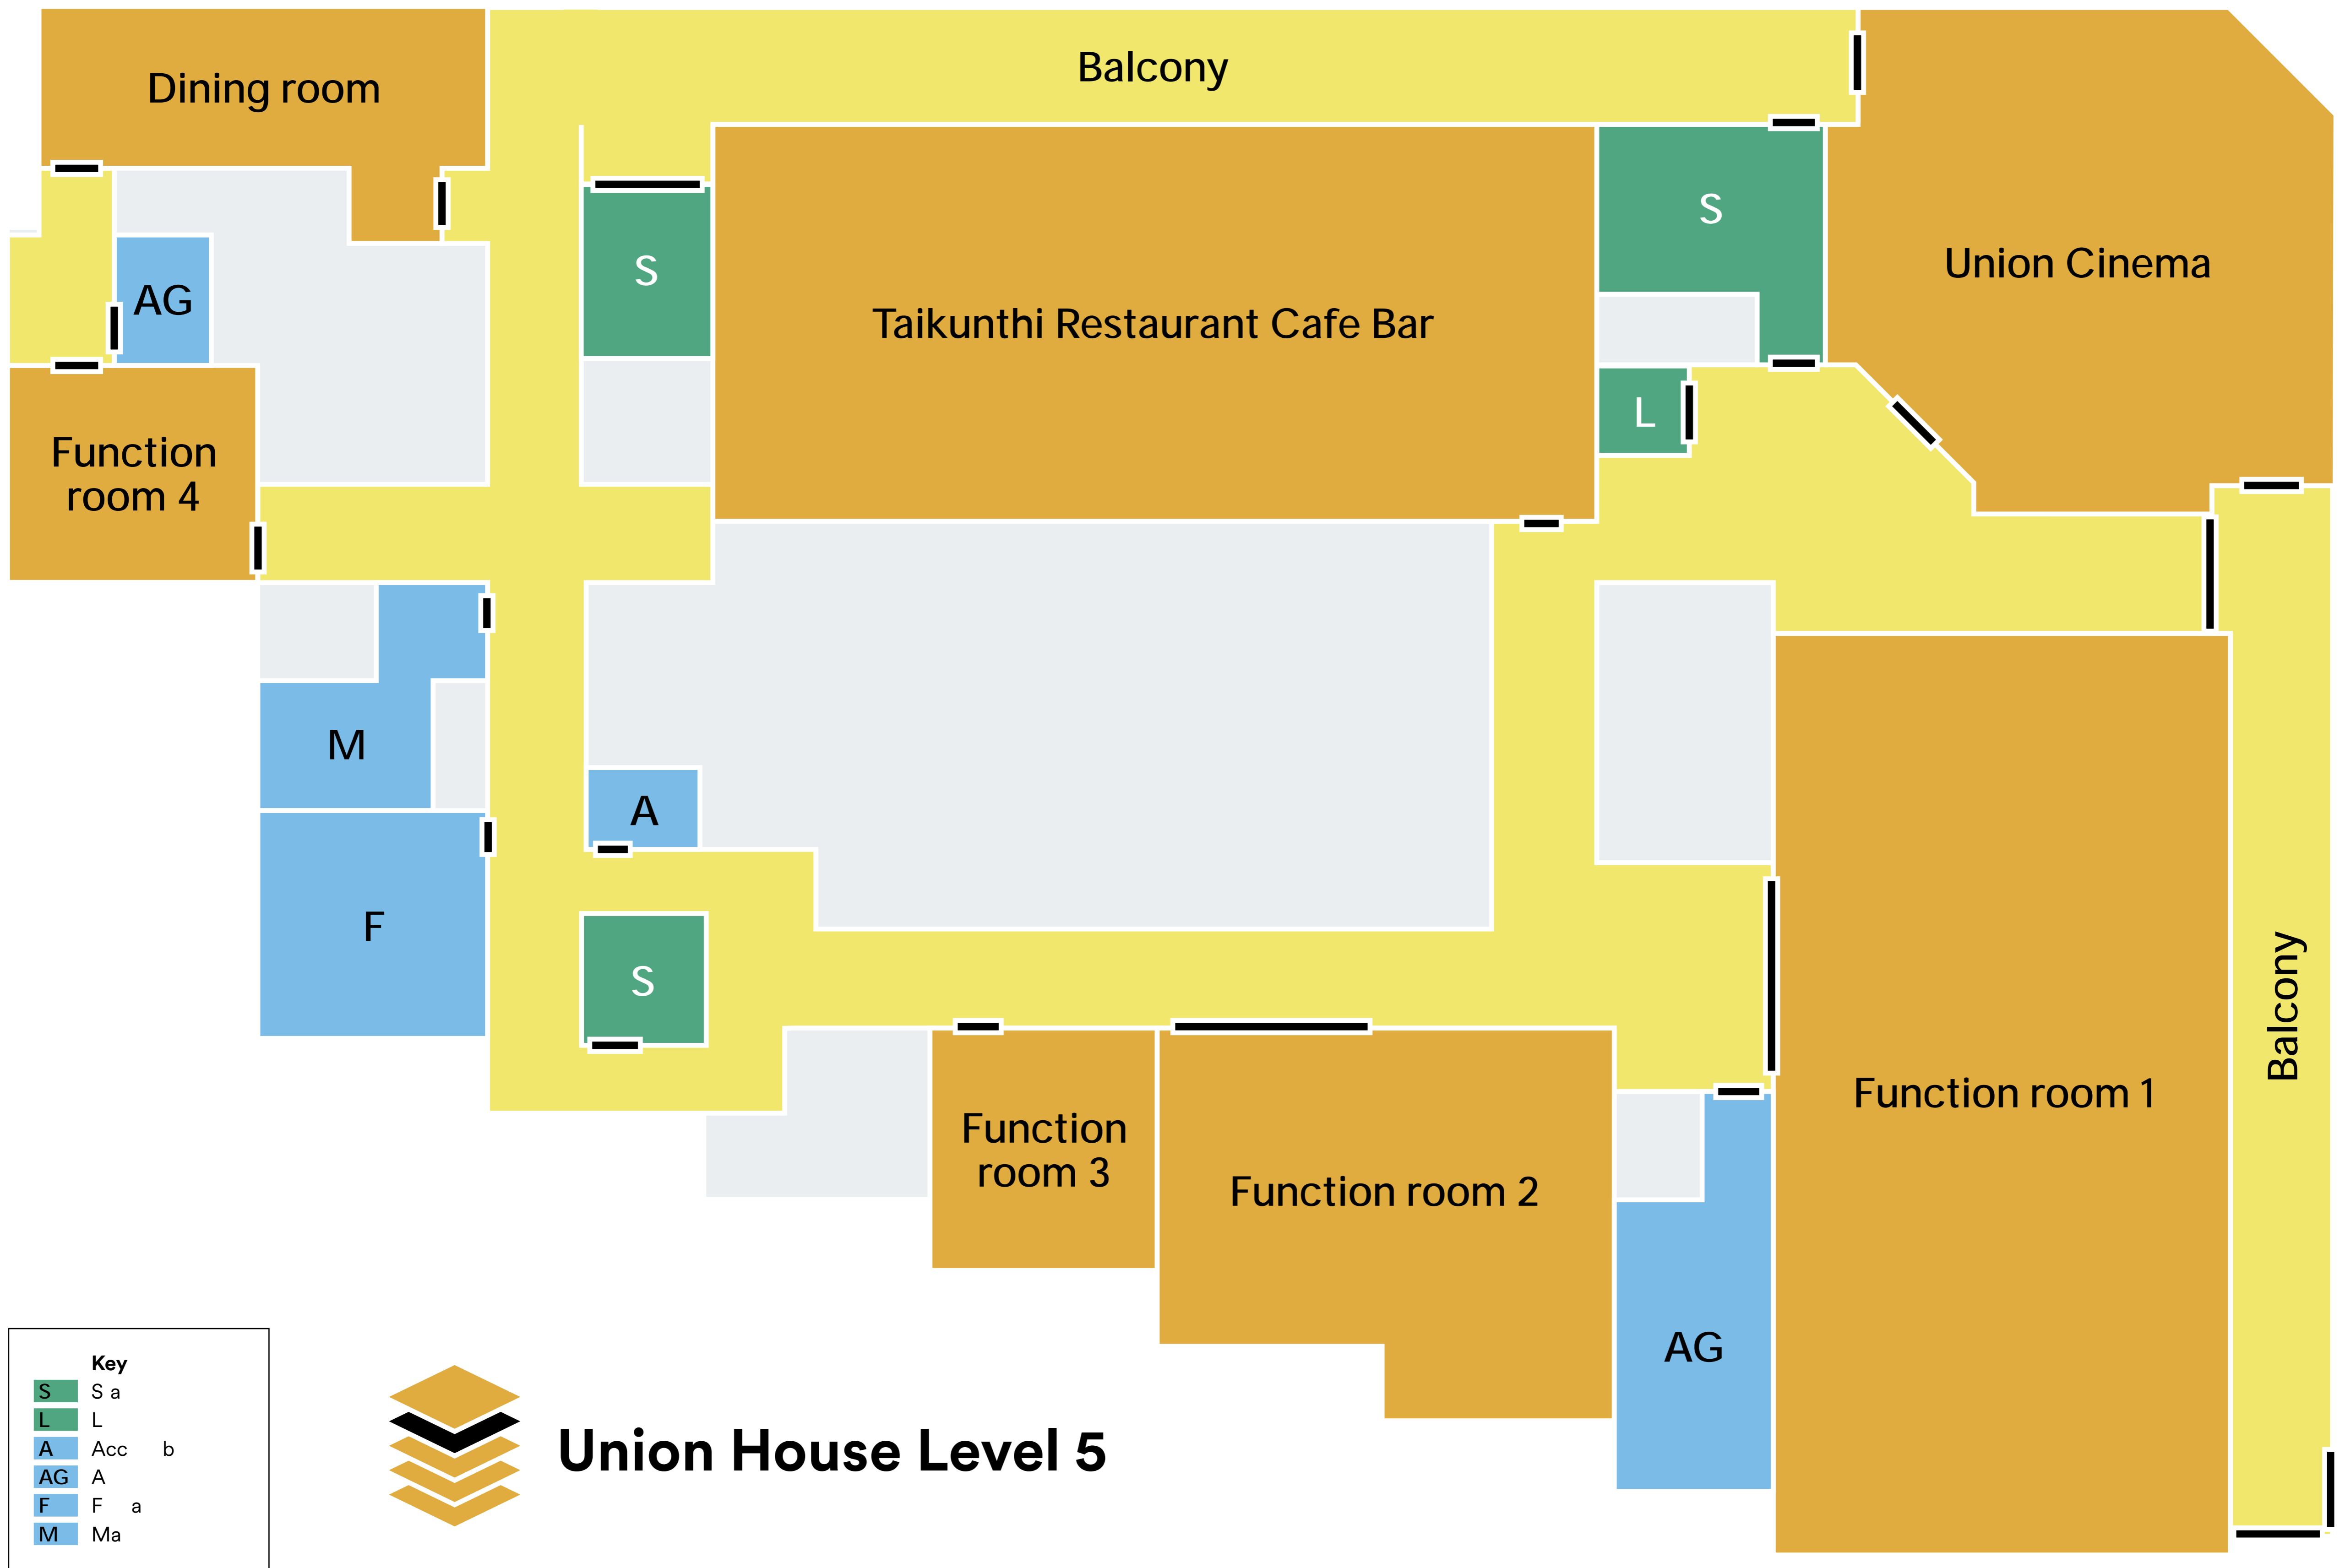 Balcony
Dining room
S
S
Union Cinema
AG
Taikunthi Restaurant Cafe Bar
L
Function
room 4
M
A
F
S
Balcony
Function room 1
Function
room 3
Function room 2
AG
Key
S S a
L L
A Acc b
AG A
F F a
M Ma
Union House Level 5